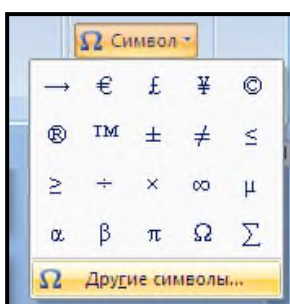 Ω Символ
→ € £ ¥ ©
® TM ± ≠ ≤
≥ ÷ × ∞ µ
α β π Ω Σ
Ω Другие символы...